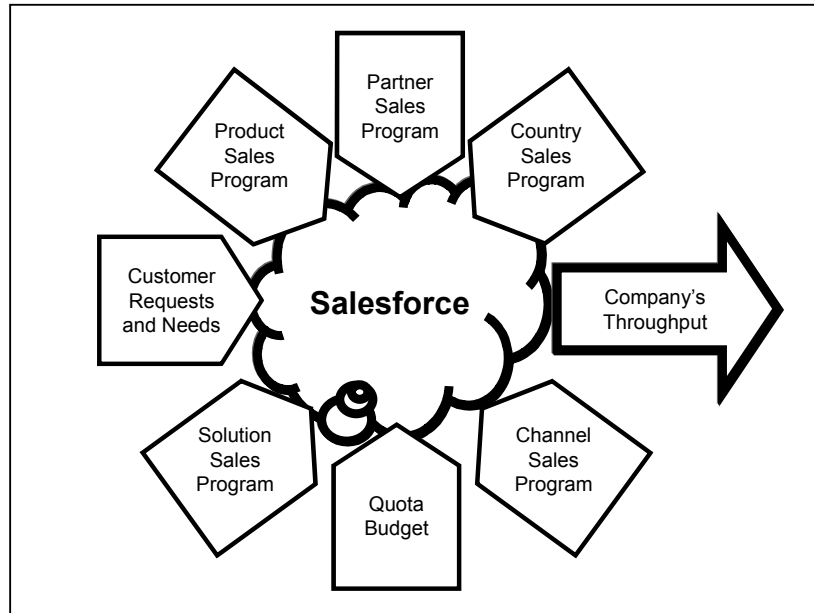 Partner
Sales
Program
Product
Sales
Program
Country
Sales
Program
Customer
Requests
and Needs
Salesforce
Company’s
Throughput
Solution
Sales
Program
Channel
Sales
Program
Quota
Budget